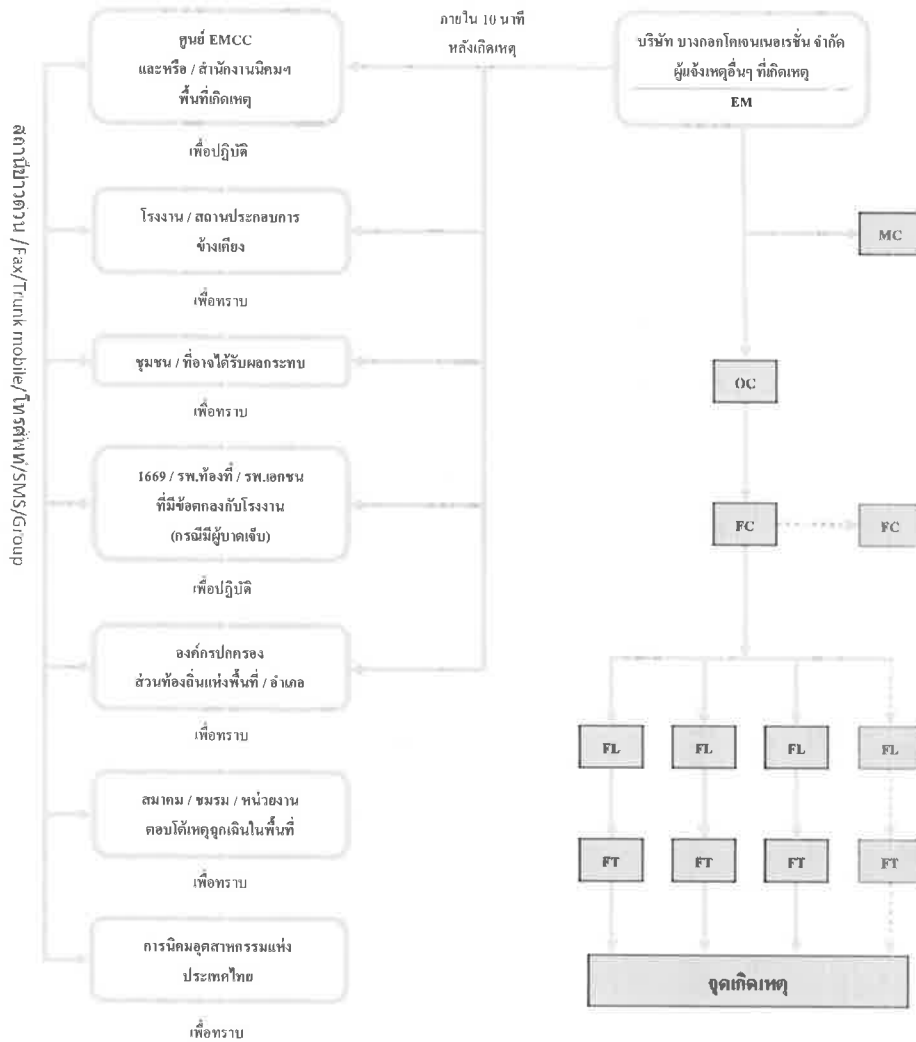 ภายใน 10 นาที
หลังเกิดเหตุ
ศูนย์ EMCC
และหรือ / สำนักงานนิคมฯ
พื้นที่เกิดเหตุ
เพื่อปฏิบัติ
โรงงาน / สถานประกอบการ
ข้างเคียง
เพื่อทราบ
ชุมชน / ที่อาจได้รับผลกระทบ
เพื่อทราบ
1669 / รพ.ท้องที่ / รพ.เอกชน
ที่มีข้อตกลงกับโรงงาน
(กรณีมีผู้บาดเจ็บ)
เพื่อปฏิบัติ
องค์กรปกครอง
ส่วนท้องถิ่นแห่งพื้นที่ / อำเภอ
เพื่อทราบ
สมาคม / ชมรม / หน่วยงาน
ตอบโต้เหตุฉุกเฉินในพื้นที่
เพื่อทราบ
การนิคมอุตสาหกรรมแห่ง
ประเทศไทย
เพื่อทราบ
สถานีข่าวด่วน /Fax/Trunk mobile/โทรศัพท์/SMS/Group
บริษัท บางกอกโคเจนเนอเรชั่น จำกัด
ผู้แจ้งเหตุอื่นๆ ที่เกิดเหตุ
EM
MC
OC
FC
FC
FL
FL
FL
FL
FT
FT
FT
FT
จุดเกิดเหตุ